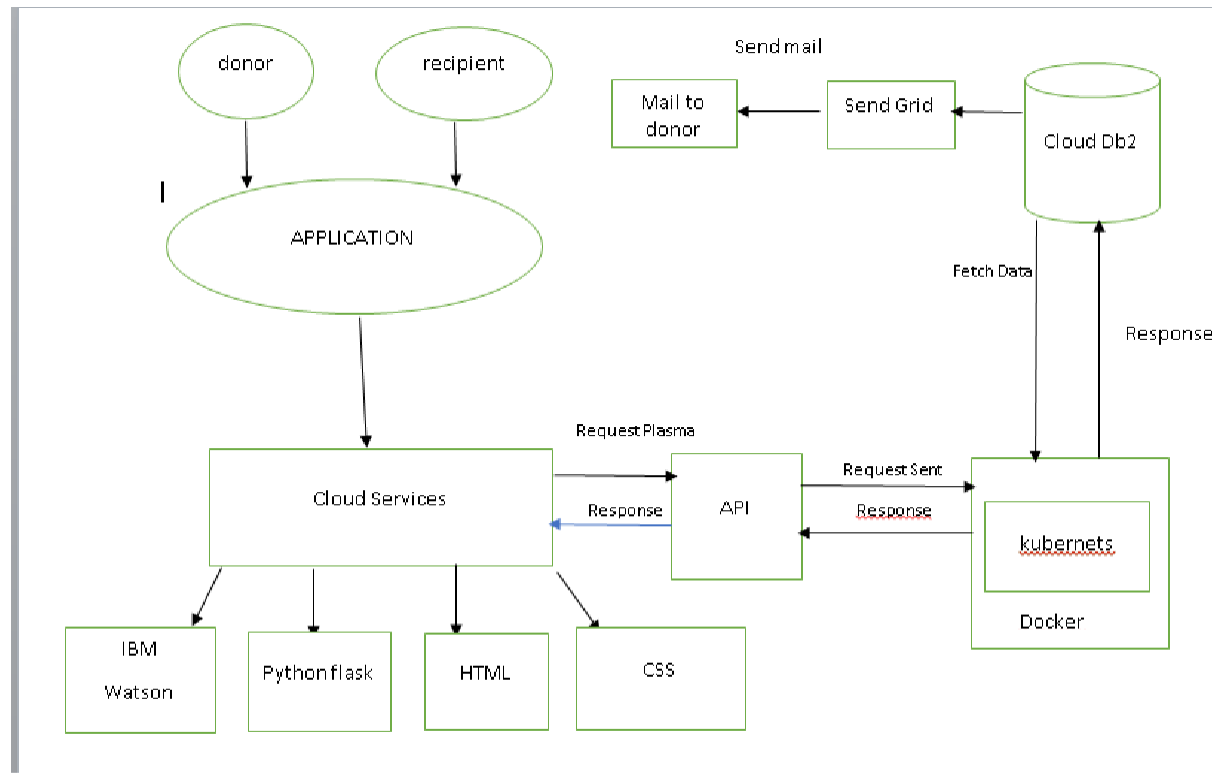 donor
recipient
Send mail
Mail to
donor
Send Grid
Cloud Db2
APPLICATION
Fetch Data
Response
Request Plasma
Cloud Services
Response
API
Request Sent
Response
kubernets
Docker
IBM
Watson
Python flask
HTML
CSS